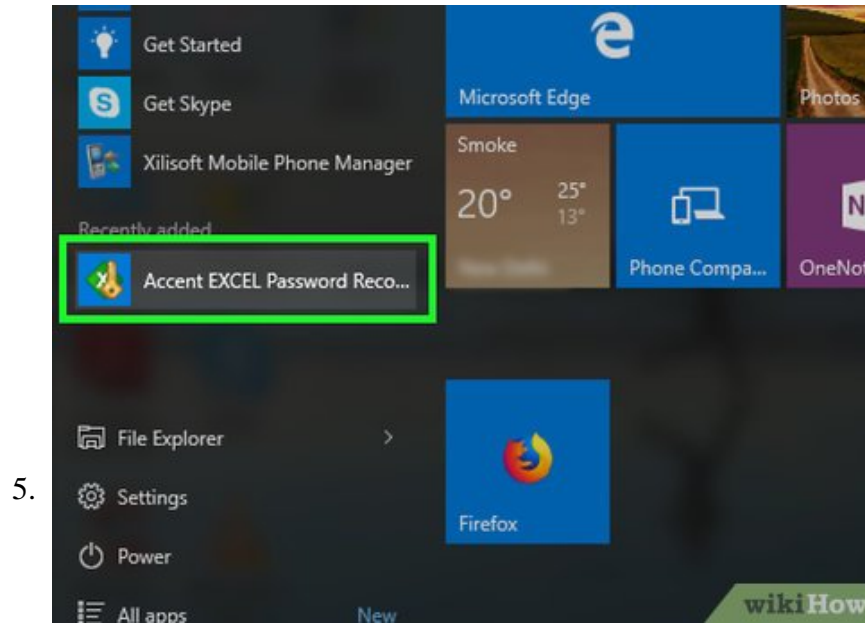 Get Started
Get Skype
Xilisoft Mobile Phone Manager
Recently added
Accent EXCEL Password Reco...
File Explorer
5.
Settings
Power
All apps New
Microsoft Edge
Photos
Smoke
20° 25°
13°
Phone Compa...
OneNot
Firefox
wikiHow